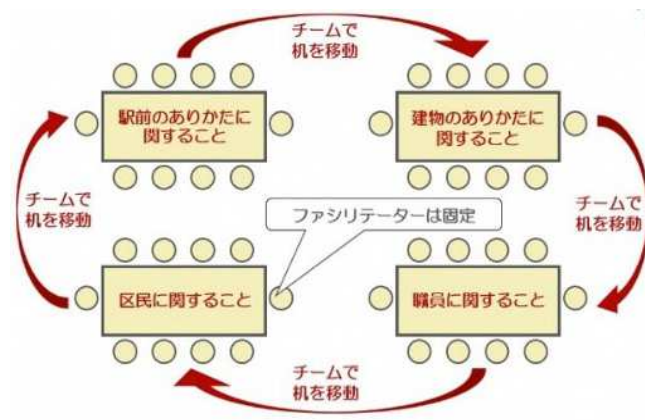 チームで
机を移動
駅前のありかたに
関すること
建物のありかたに
関すること
チームで
机を移動
チームで
机を移動
ファシリテーターは固定
区民に関すること
職員に関すること
チームで
机を移動